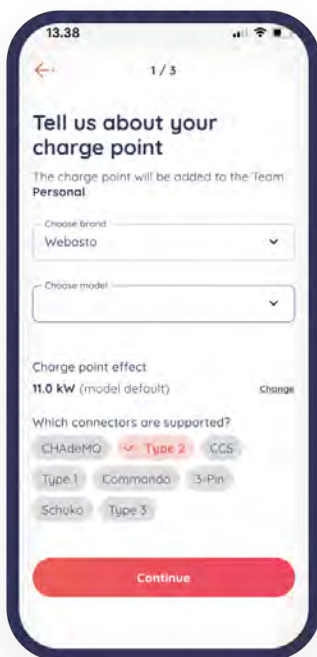 13.38
1 / 3
Tell us about your
charge point
The charge point will be added to the Team
Personal
Choose brand
Webasto
Choose model
Charge point effect
11.0 kW (model default) Change
Which connectors are supported?
CHAdeMO Type 2 CCS
Type 1 Commando 3-Pin
Schuko Type 3
Continue